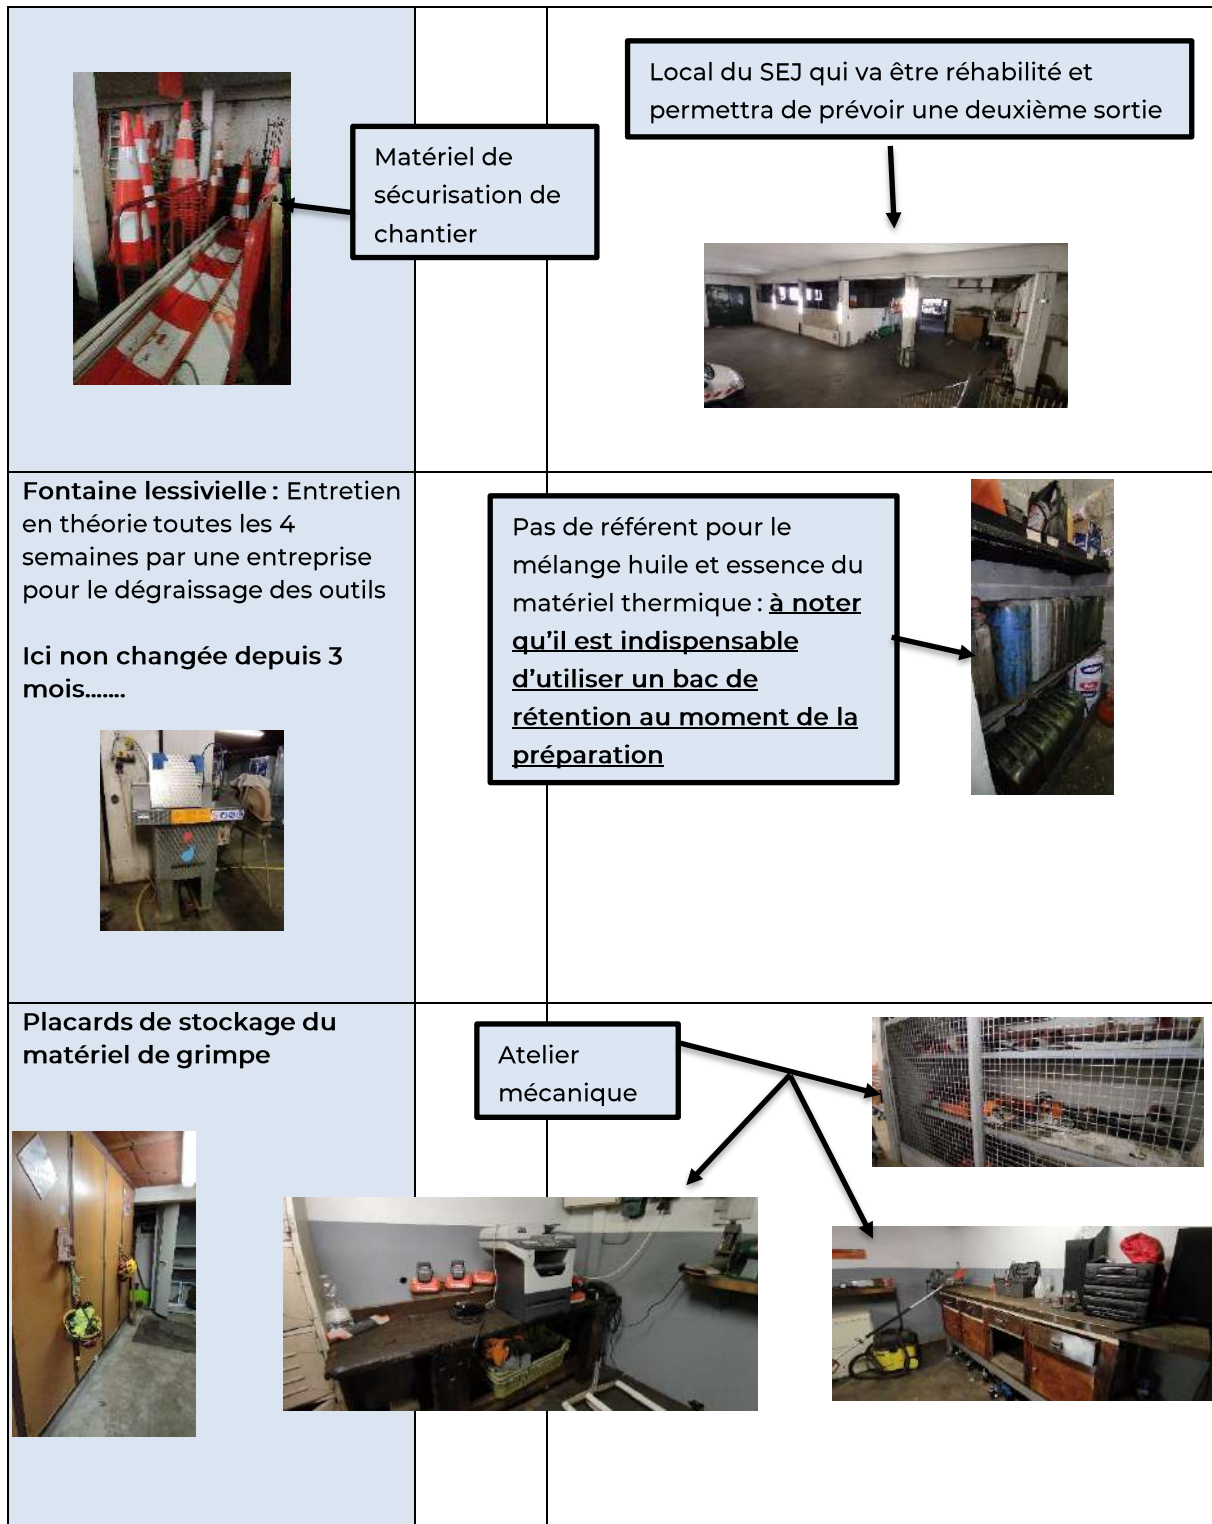 Local du SEJ qui va être réhabilité et
permettra de prévoir une deuxième sortie
Matériel de
sécurisation de
chantier
Fontaine lessivielle : Entretien
en théorie toutes les 4
semaines par une entreprise
pour le dégraissage des outils
Ici non changée depuis 3
mois.......
Pas de référent pour le
mélange huile et essence du
matériel thermique : à noter
qu'il est indispensable
d'utiliser un bac de
rétention au moment de la
préparation
Placards de stockage du
matériel de grimpe
Atelier
mécanique